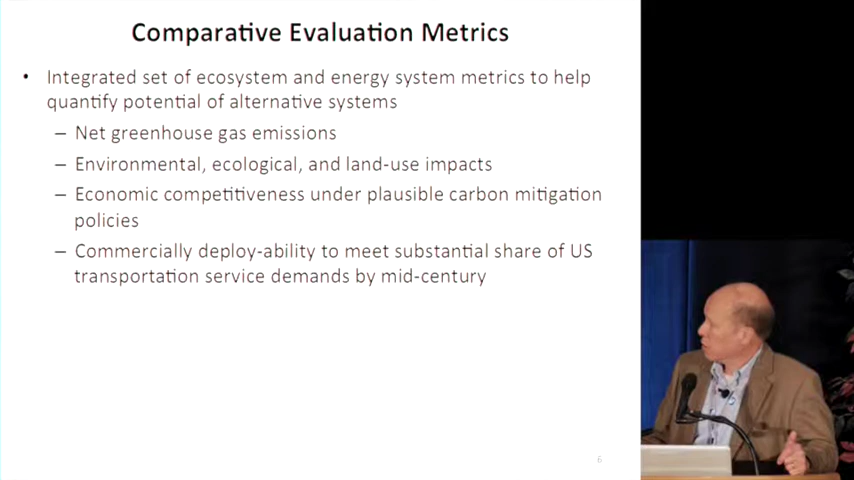 Comparative Evaluation Metrics
• Integrated set of ecosystem and energy system metrics to help
quantify potential of alternative systems
– Net greenhouse gas emissions
– Environmental, ecological, and land-use impacts
– Economic competitiveness under plausible carbon mitigation
policies
– Commercially deploy-ability to meet substantial share of US
transportation service demands by mid-century
6